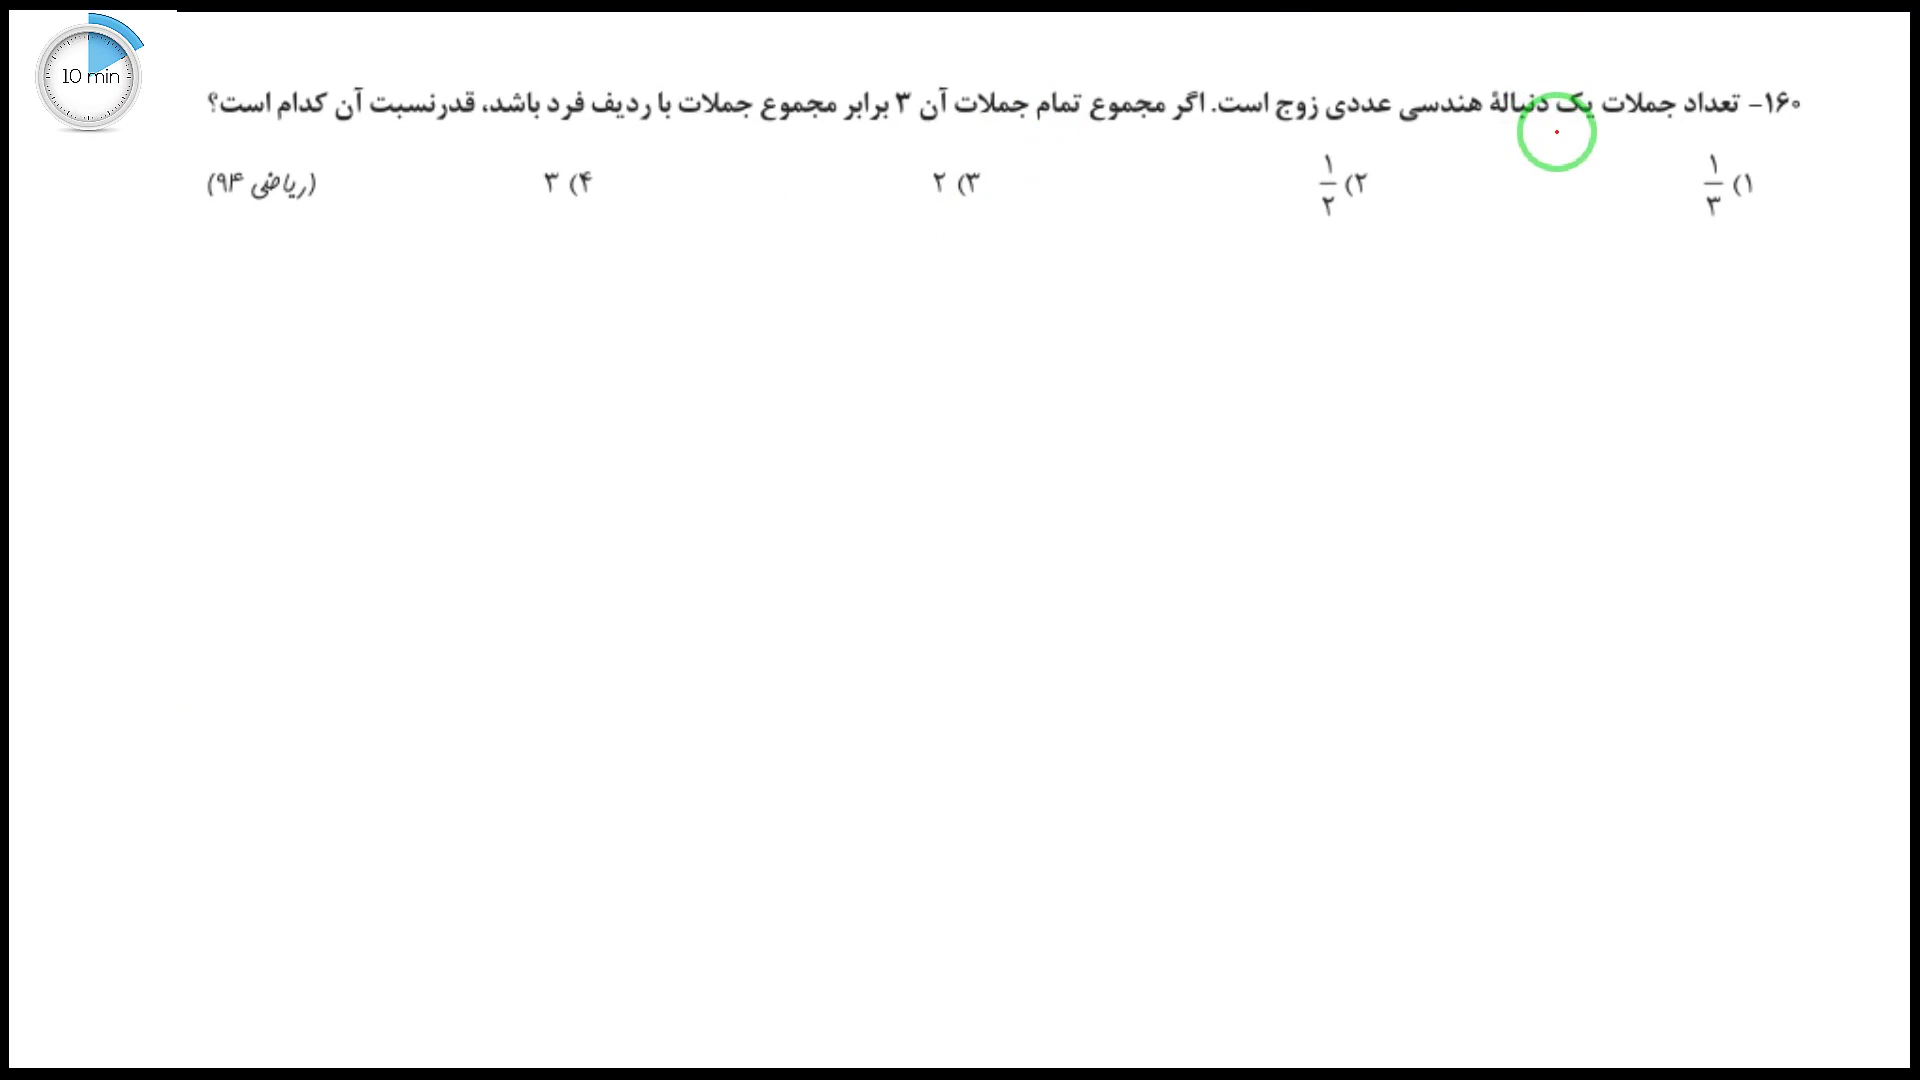 10 min
۱۶۰- تعداد جملات یک دنبالهٔ هندسی عددی زوج است. اگر مجموع تمام جملات آن ۳ برابر مجموع جملات با ردیف فرد باشد، قدرنسبت آن کدام است؟
۱) ۱/۳ ۲) ۱/۲ ۳) ۲ ۴) ۳ (ریاضی ۹۴)